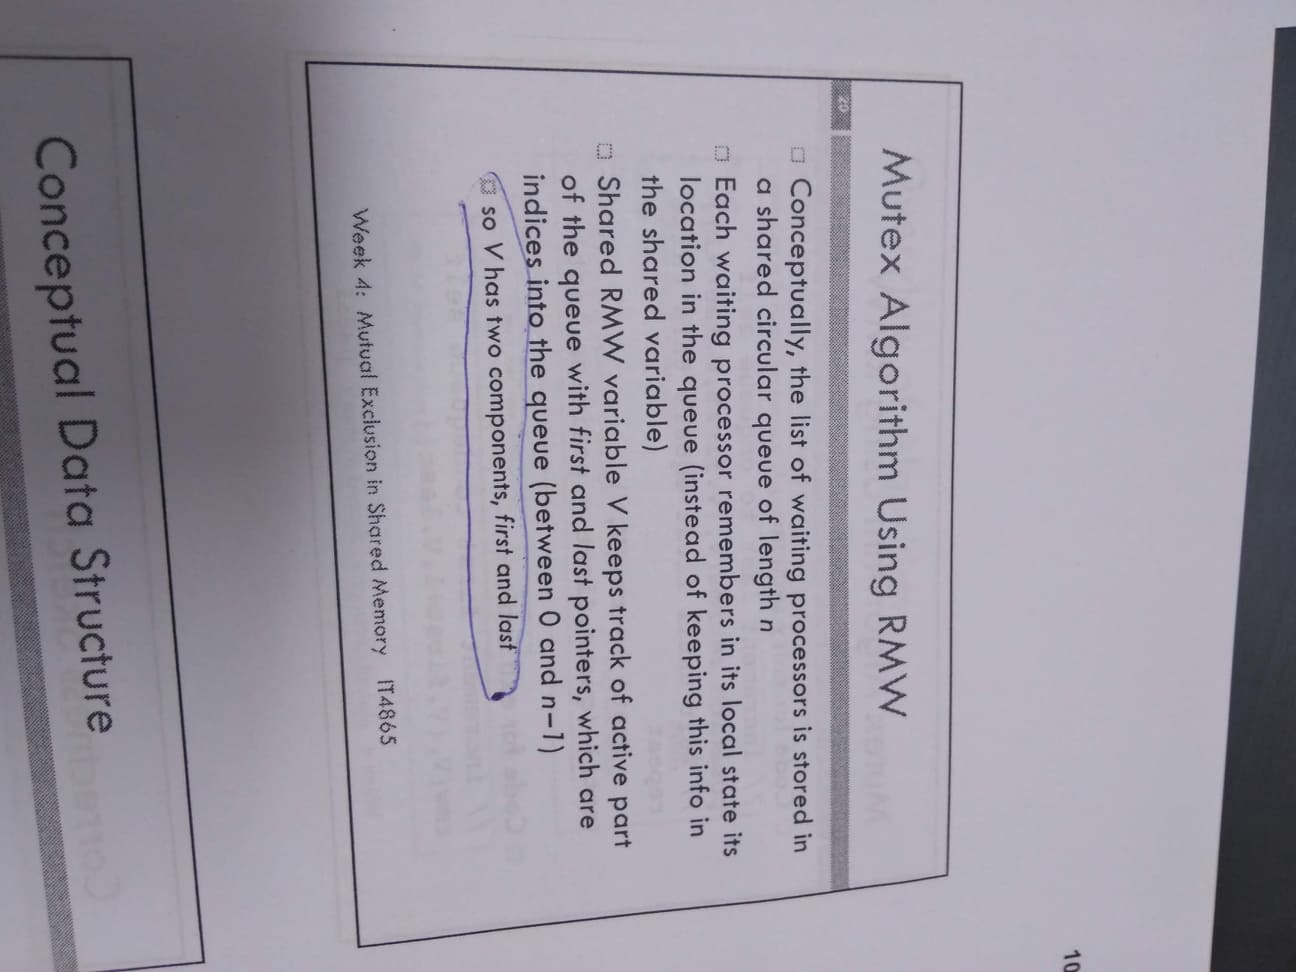 10
Mutex Algorithm Using RMW
20
Conceptually, the list of waiting processors is stored in
a shared circular queue of length n
Each waiting processor remembers in its local state its
location in the queue (instead of keeping this info in
the shared variable)
Shared RMW variable V keeps track of active part
of the queue with first and last pointers, which are
indices into the queue (between 0 and n–1)
so V has two components, first and last
Week 4: Mutual Exclusion in Shared Memory IT4865
Conceptual Data Structure